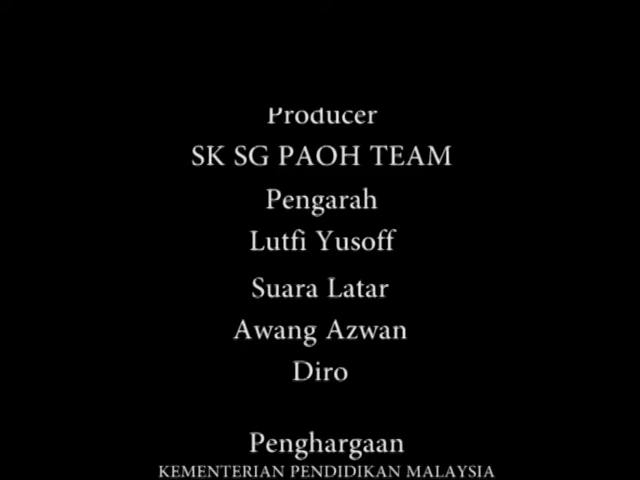 Producer
SK SG PAOH TEAM
Pengarah
Lutfi Yusoff
Suara Latar
Awang Azwan
Diro
Penghargaan
KEMENTERIAN PENDIDIKAN MALAYSIA